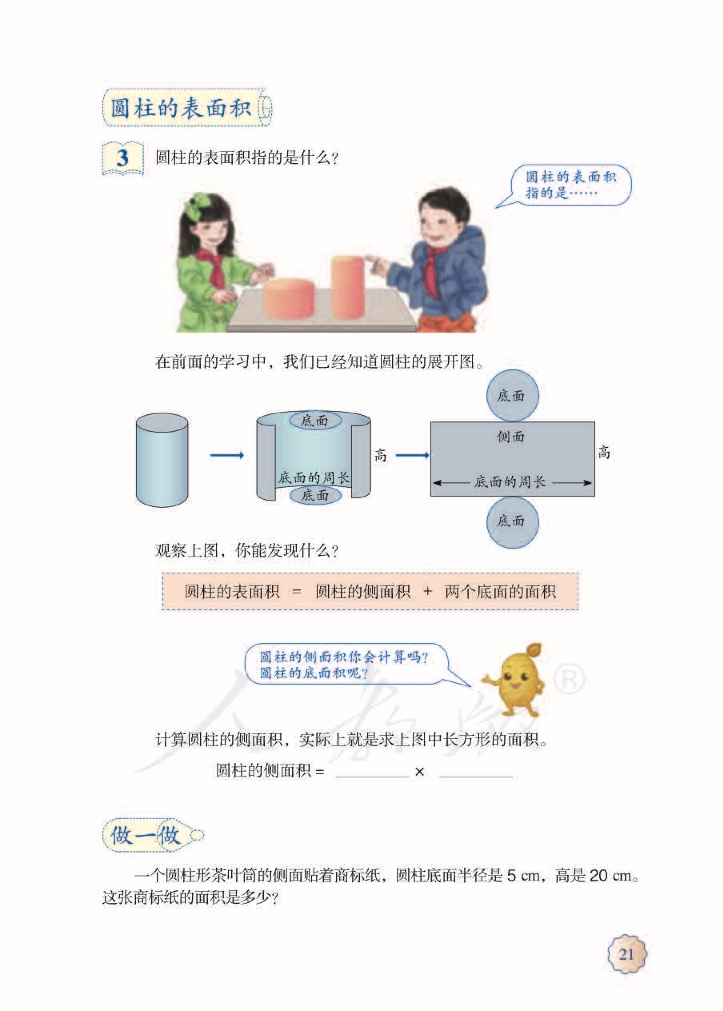 圆柱的表面积
3 圆柱的表面积指的是什么？
圆柱的表面积
指的是……
在前面的学习中，我们已经知道圆柱的展开图。
底面
底面的周长
底面
高
底面
侧面
底面的周长
高
底面
观察上图，你能发现什么？
圆柱的表面积 = 圆柱的侧面积 + 两个底面的面积
圆柱的侧面积你会计算吗？
圆柱的底面积呢？
人教版®
计算圆柱的侧面积，实际上就是求上图中长方形的面积。
圆柱的侧面积 = ________ × ________
做一做
一个圆柱形茶叶筒的侧面贴着商标纸，圆柱底面半径是 5 cm，高是 20 cm。
这张商标纸的面积是多少？
21